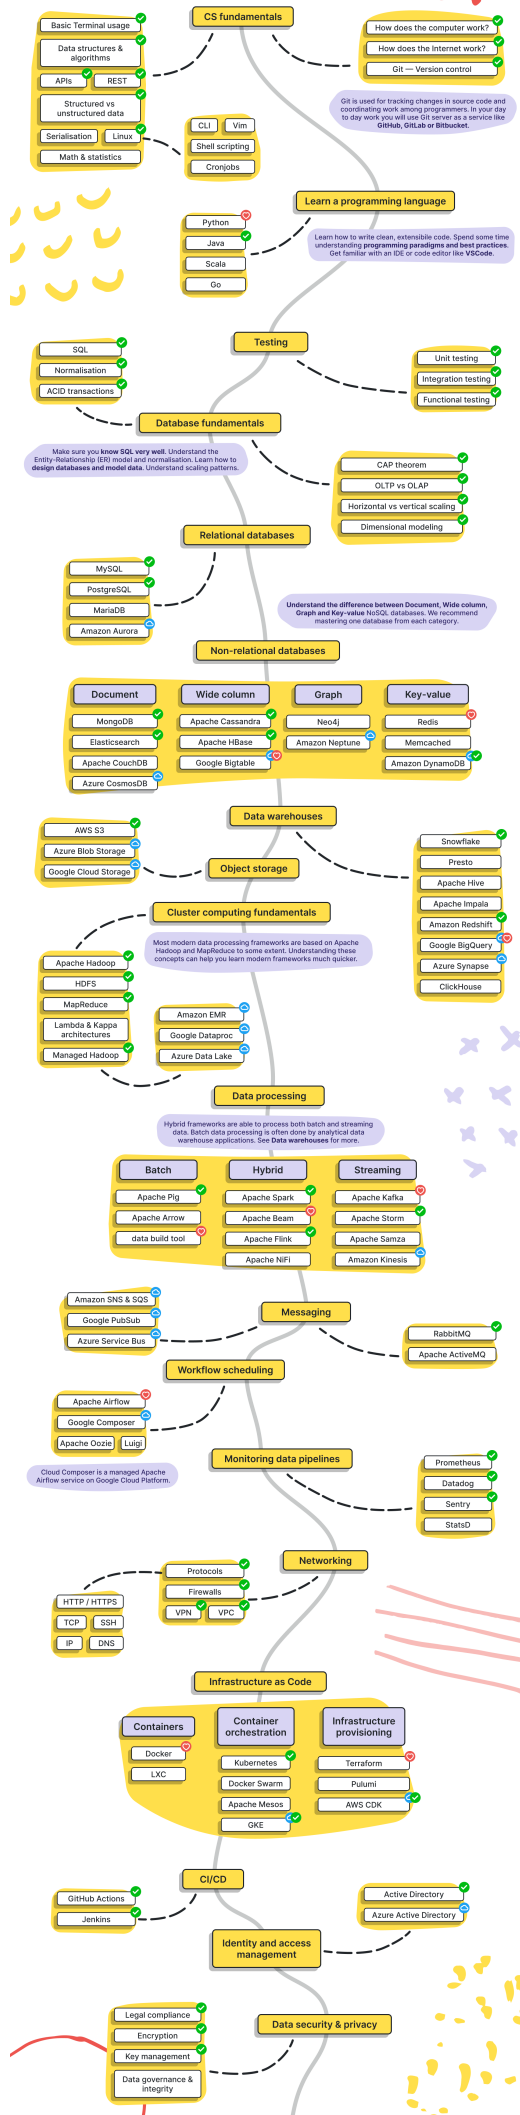 CS fundamentals
Basic Terminal usage
Data structures &
algorithms
APIs
REST
Structured vs
unstructured data
Serialisation
Linux
Math & statistics
CLI
Vim
Shell scripting
Cronjobs
How does the computer work?
How does the Internet work?
Git — Version control
Git is used for tracking changes in source code and
coordinating work among programmers. In your day
to day work you will use Git server as a service like
GitHub, GitLab or Bitbucket.
Learn a programming language
Python
Java
Scala
Go
Learn how to write clean, extensible code. Spend some time
understanding programming paradigms and best practices.
Get familiar with an IDE or code editor like VSCode.
Testing
Unit testing
Integration testing
Functional testing
SQL
Normalisation
ACID transactions
Database fundamentals
Make sure you know SQL very well. Understand the
Entity-Relationship (ER) model and normalisation. Learn how to
design databases and model data. Understand scaling patterns.
CAP theorem
OLTP vs OLAP
Horizontal vs vertical scaling
Dimensional modeling
Relational databases
MySQL
PostgreSQL
MariaDB
Amazon Aurora
Understand the difference between Document, Wide column,
Graph and Key-value NoSQL databases. We recommend
mastering one database from each category.
Non-relational databases
Document
MongoDB
Elasticsearch
Apache CouchDB
Azure CosmosDB
Wide column
Apache Cassandra
Apache HBase
Google Bigtable
Graph
Neo4j
Amazon Neptune
Key-value
Redis
Memcached
Amazon DynamoDB
Data warehouses
Snowflake
Presto
Apache Hive
Apache Impala
Amazon Redshift
Google BigQuery
Azure Synapse
ClickHouse
AWS S3
Azure Blob Storage
Google Cloud Storage
Object storage
Cluster computing fundamentals
Most modern data processing frameworks are based on Apache
Hadoop and MapReduce to some extent. Understanding these
concepts can help you learn modern frameworks much quicker.
Apache Hadoop
HDFS
MapReduce
Lambda & Kappa
architectures
Managed Hadoop
Amazon EMR
Google Dataproc
Azure Data Lake
Data processing
Hybrid frameworks are able to process both batch and streaming
data. Batch data processing is often done by analytical data
warehouse applications. See Data warehouses for more.
Batch
Apache Pig
Apache Arrow
data build tool
Hybrid
Apache Spark
Apache Beam
Apache Flink
Apache NiFi
Streaming
Apache Kafka
Apache Storm
Apache Samza
Amazon Kinesis
Messaging
Amazon SNS & SQS
Google PubSub
Azure Service Bus
RabbitMQ
Apache ActiveMQ
Workflow scheduling
Apache Airflow
Google Composer
Apache Oozie
Luigi
Cloud Composer is a managed Apache
Airflow service on Google Cloud Platform.
Monitoring data pipelines
Prometheus
Datadog
Sentry
StatsD
Networking
Protocols
Firewalls
VPN
VPC
HTTP / HTTPS
TCP
SSH
IP
DNS
Infrastructure as Code
Containers
Docker
LXC
Container
orchestration
Kubernetes
Docker Swarm
Apache Mesos
GKE
Infrastructure
provisioning
Terraform
Pulumi
AWS CDK
CI/CD
GitHub Actions
Jenkins
Active Directory
Azure Active Directory
Identity and access
management
Data security & privacy
Legal compliance
Encryption
Key management
Data governance &
integrity